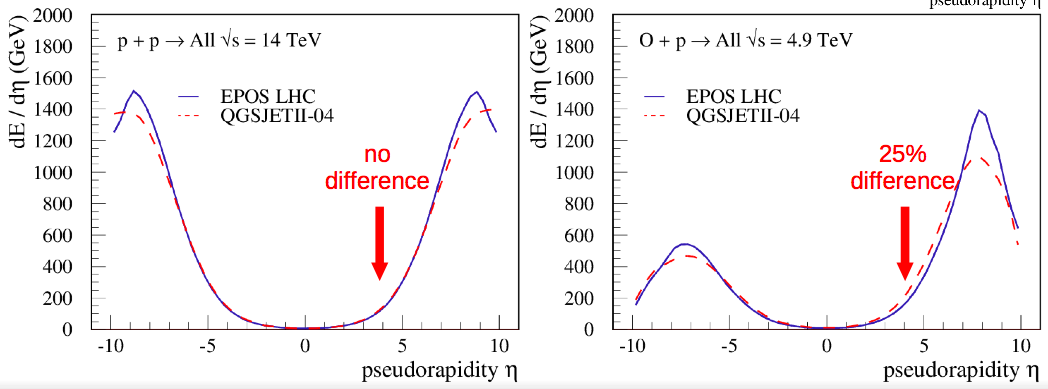 pseudorapidity η
2000
1800
1600
1400
1200
1000
800
600
400
200
0
dE / dη (GeV)
p + p → All √s = 14 TeV
EPOS LHC
QGSJETII-04
no
difference
-10 -5 0 5 10
pseudorapidity η
2000
1800
1600
1400
1200
1000
800
600
400
200
0
dE / dη (GeV)
O + p → All √s = 4.9 TeV
EPOS LHC
QGSJETII-04
25%
difference
-10 -5 0 5 10
pseudorapidity η